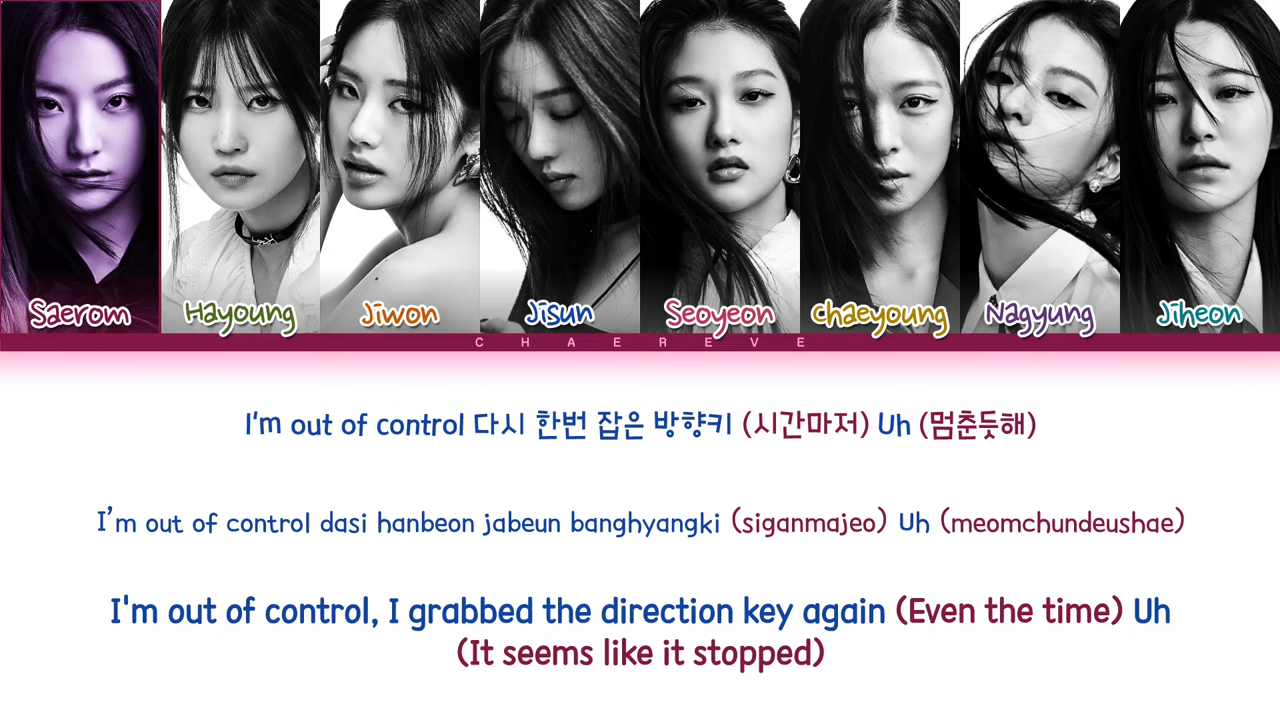 Saerom Hayoung Jiwon Jisun Seoyeon chaeyoung Nagyung Jiheon
CHAEREVE
I'm out of control 다시 한번 잡은 방향키 (시간마저) Uh (멈춘듯해)
I'm out of control dasi hanbeon jabeun banghyangki (siganmajeo) Uh (meomchundeushae)
I'm out of control, I grabbed the direction key again (Even the time) Uh
(It seems like it stopped)